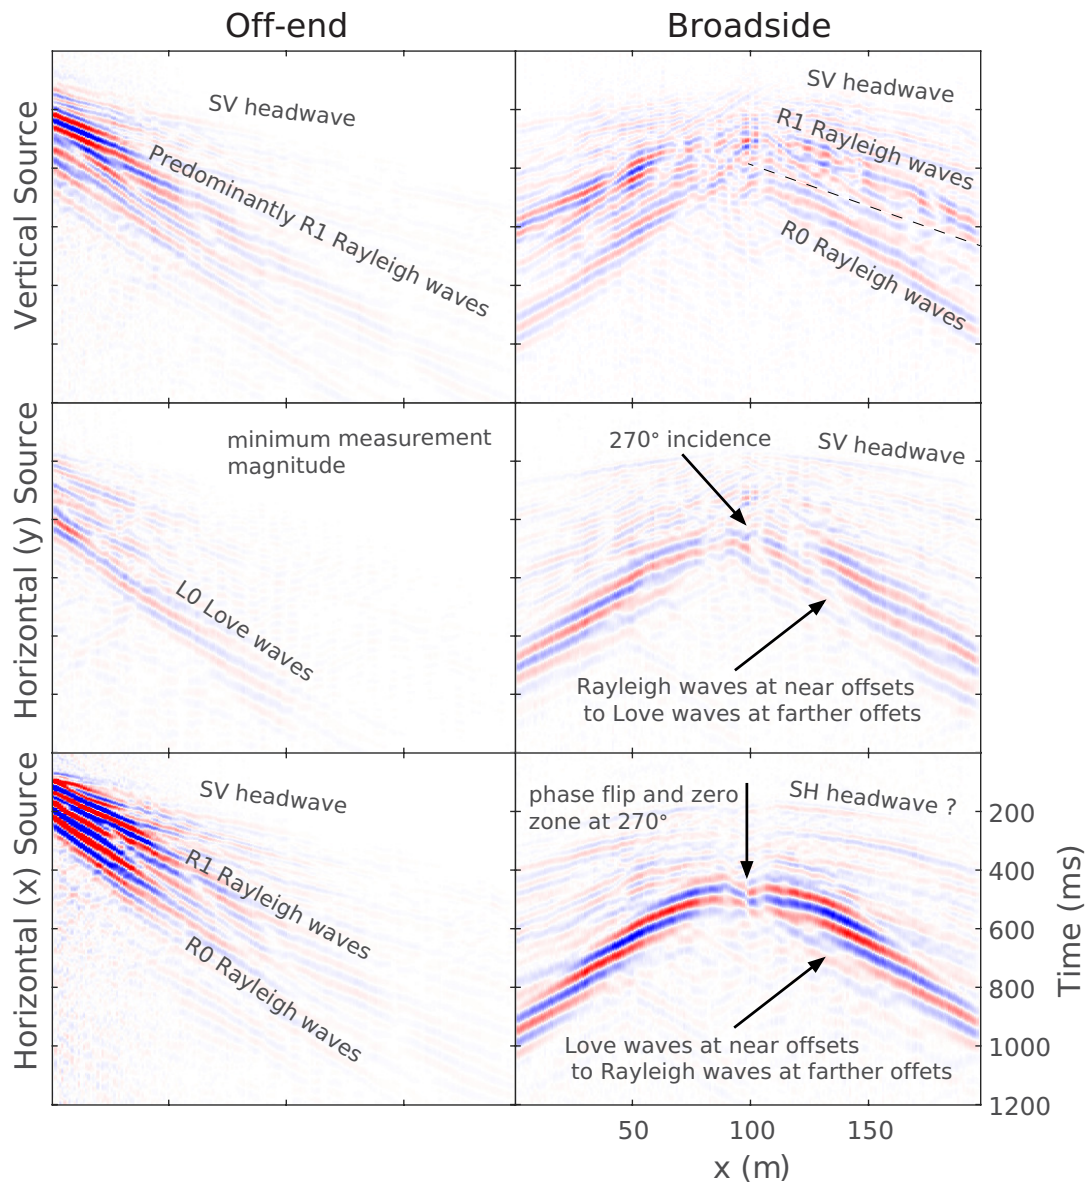 Off-end
Broadside
Vertical Source
SV headwave
Predominantly R1 Rayleigh waves
SV headwave
R1 Rayleigh waves
R0 Rayleigh waves
Horizontal (y) Source
minimum measurement
magnitude
L0 Love waves
270° incidence
SV headwave
Rayleigh waves at near offsets
to Love waves at farther offets
Horizontal (x) Source
SV headwave
R1 Rayleigh waves
R0 Rayleigh waves
phase flip and zero
zone at 270°
SH headwave ?
Love waves at near offsets
to Rayleigh waves at farther offets
200
400
600
800
1000
1200
Time (ms)
50
100
150
x (m)